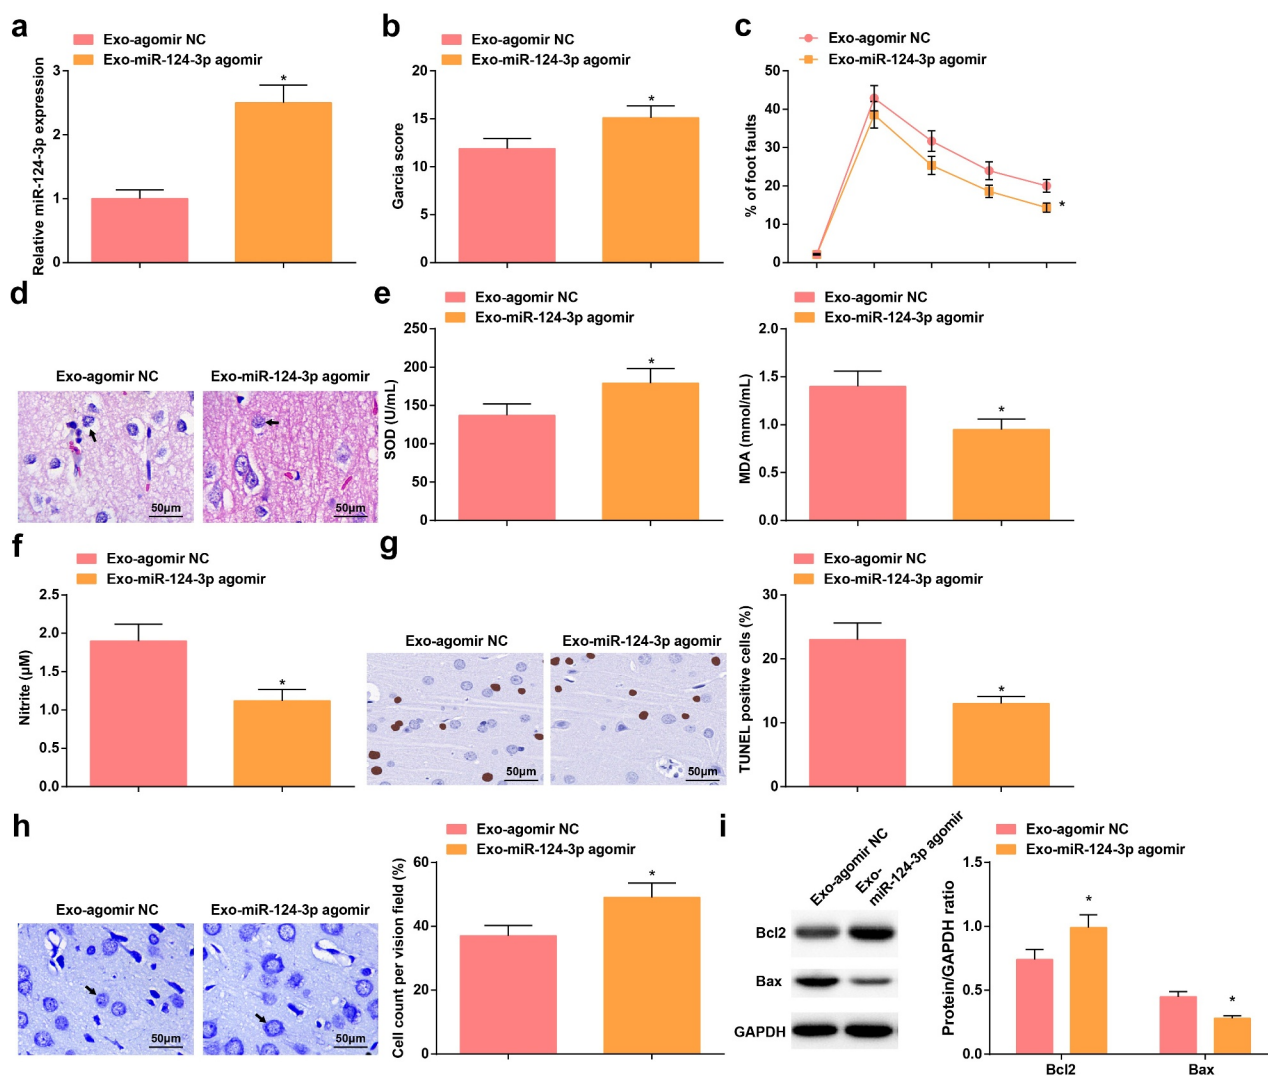 a
Exo-agomir NC
Exo-miR-124-3p agomir
Relative miR-124-3p expression
3
2
1
0
*
b
Exo-agomir NC
Exo-miR-124-3p agomir
Garcia score
20
15
10
5
0
*
c
Exo-agomir NC
Exo-miR-124-3p agomir
% of foot faults
50
40
30
20
10
0
*
d
Exo-agomir NC
Exo-miR-124-3p agomir
50µm
50µm
e
Exo-agomir NC
Exo-miR-124-3p agomir
SOD (U/mL)
250
200
150
100
50
0
*
Exo-agomir NC
Exo-miR-124-3p agomir
MDA (mmol/mL)
2.0
1.5
1.0
0.5
0.0
*
f
Exo-agomir NC
Exo-miR-124-3p agomir
Nitrite (µM)
2.5
2.0
1.5
1.0
0.5
0.0
*
g
Exo-agomir NC
Exo-miR-124-3p agomir
50µm
50µm
Exo-agomir NC
Exo-miR-124-3p agomir
TUNEL positive cells (%)
30
20
10
0
*
h
Exo-agomir NC
Exo-miR-124-3p agomir
50µm
50µm
Exo-agomir NC
Exo-miR-124-3p agomir
Cell count per vision field (%)
60
40
20
0
*
i
Exo-agomir NC
Exo-
miR-124-3p agomir
Bcl2
Bax
GAPDH
Exo-agomir NC
Exo-miR-124-3p agomir
Protein/GAPDH ratio
1.5
1.0
0.5
0.0
*
*
Bcl2
Bax